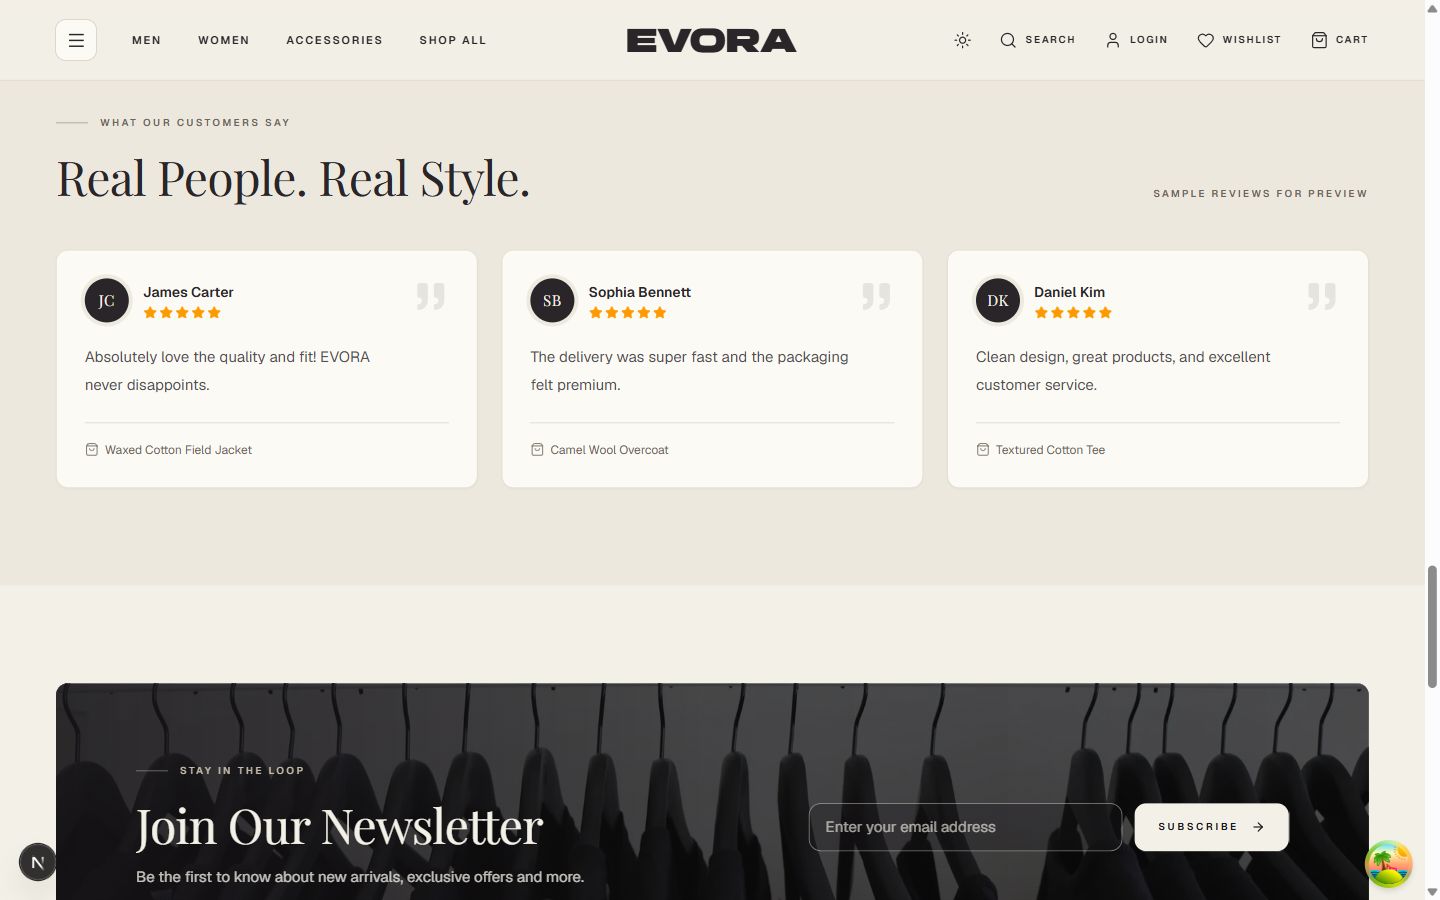 MEN
WOMEN
ACCESSORIES
SHOP ALL
EVORA
SEARCH
LOGIN
WISHLIST
CART
WHAT OUR CUSTOMERS SAY
Real People. Real Style.
SAMPLE REVIEWS FOR PREVIEW
JC
James Carter
Absolutely love the quality and fit! EVORA
never disappoints.
Waxed Cotton Field Jacket
SB
Sophia Bennett
The delivery was super fast and the packaging
felt premium.
Camel Wool Overcoat
DK
Daniel Kim
Clean design, great products, and excellent
customer service.
Textured Cotton Tee
STAY IN THE LOOP
Join Our Newsletter
Be the first to know about new arrivals, exclusive offers and more.
Enter your email address
SUBSCRIBE
N